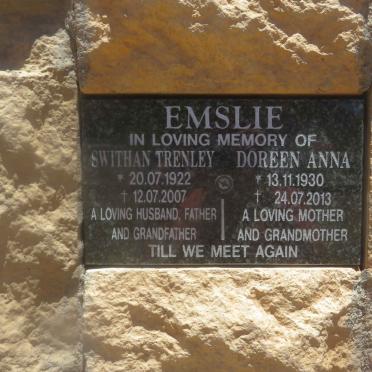 EMSLIE
IN LOVING MEMORY OF
SWITHAN TRENLEY DOREEN ANNA
* 20.07.1922 * 13.11.1930
† 12.07.2007 † 24.07.2013
A LOVING HUSBAND, FATHER A LOVING MOTHER
AND GRANDFATHER AND GRANDMOTHER
TILL WE MEET AGAIN